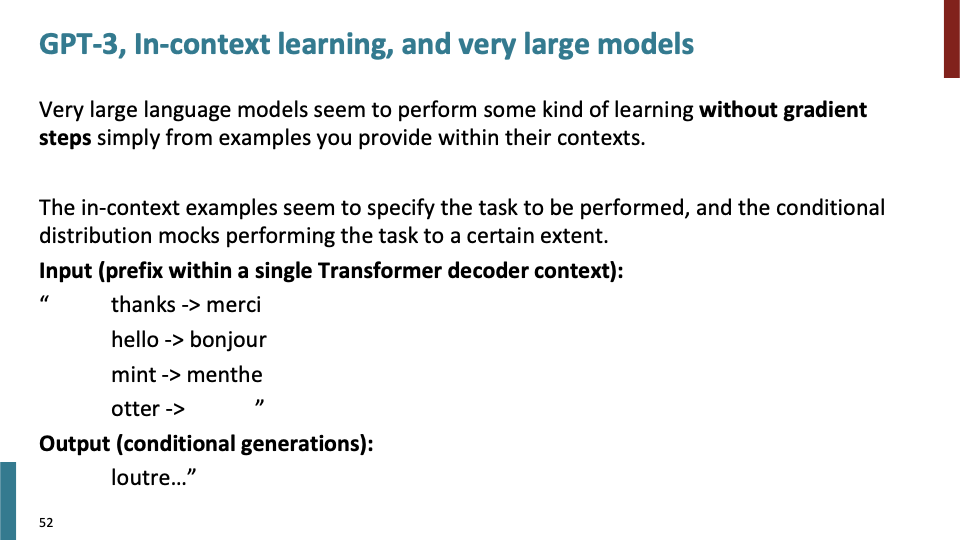 GPT-3, In-context learning, and very large models
Very large language models seem to perform some kind of learning without gradient
steps simply from examples you provide within their contexts.
The in-context examples seem to specify the task to be performed, and the conditional
distribution mocks performing the task to a certain extent.
Input (prefix within a single Transformer decoder context):
“ thanks -> merci
hello -> bonjour
mint -> menthe
otter -> ”
Output (conditional generations):
loutre…”
52